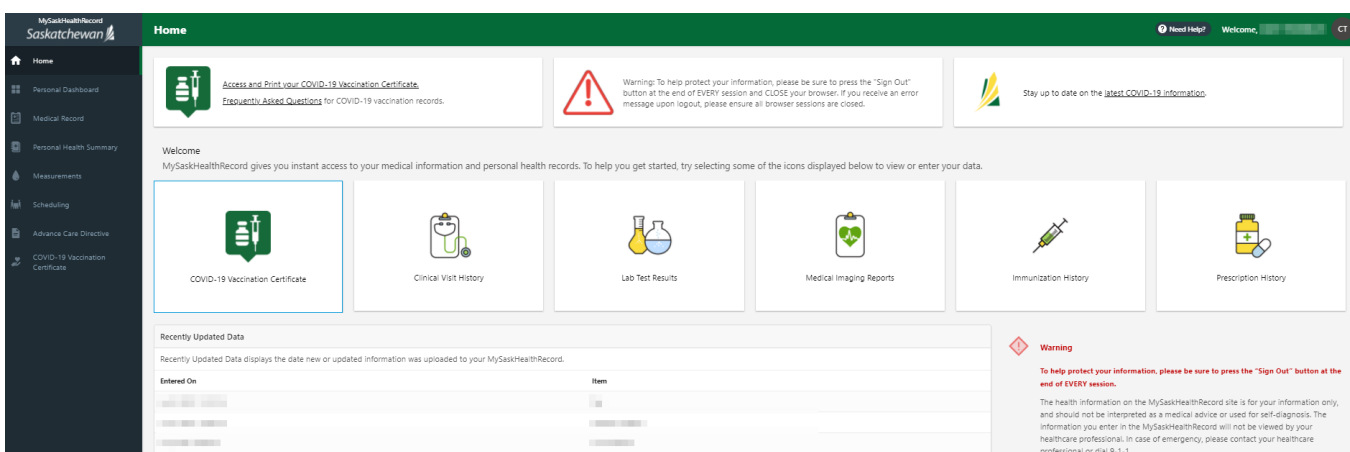 MySaskHealthRecord
Saskatchewan
Home
Need Help?
Welcome,
CT
Home
Personal Dashboard
Medical Record
Personal Health Summary
Measurements
Scheduling
Advance Care Directive
COVID-19 Vaccination
Certificate
Access and Print your COVID-19 Vaccination Certificate.
Frequently Asked Questions for COVID-19 vaccination records.
Warning: To help protect your information, please be sure to press the "Sign Out"
button at the end of EVERY session and CLOSE your browser. If you receive an error
message upon logout, please ensure all browser sessions are closed.
Stay up to date on the latest COVID-19 information.
Welcome
MySaskHealthRecord gives you instant access to your medical information and personal health records. To help you get started, try selecting some of the icons displayed below to view or enter your data.
COVID-19 Vaccination Certificate
Clinical Visit History
Lab Test Results
Medical Imaging Reports
Immunization History
Prescription History
Recently Updated Data
Recently Updated Data displays the date new or updated information was uploaded to your MySaskHealthRecord.
Entered On
Item
Warning
To help protect your information, please be sure to press the "Sign Out" button at the
end of EVERY session.
The health information on the MySaskHealthRecord site is for your information only,
and should not be interpreted as a medical advice or used for self-diagnosis. The
information you enter in the MySaskHealthRecord will not be viewed by your
healthcare professional. In case of emergency, please contact your healthcare
professional or dial 9-1-1.